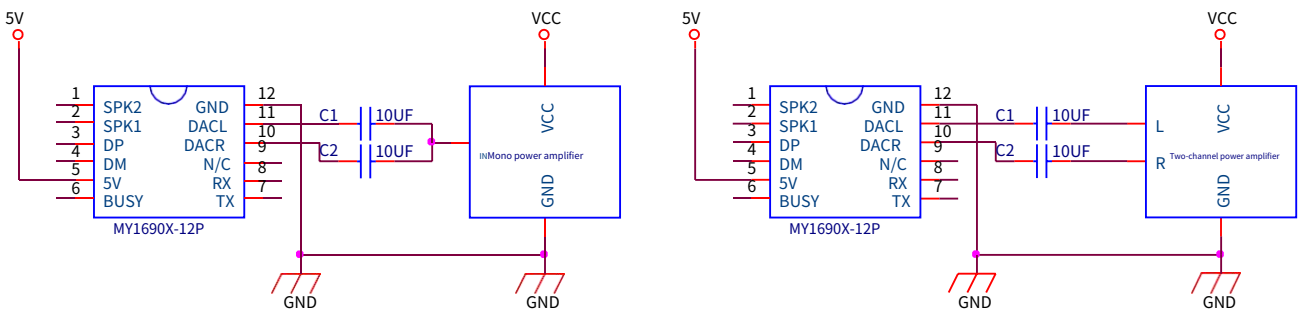 5V
VCC
1
2
3
4
5
6
SPK2
SPK1
DP
DM
5V
BUSY
GND
DACL
DACR
N/C
RX
TX
12
11
10
9
8
7
C1
10UF
C2
10UF
VCC
INMono power amplifier
GND
MY1690X-12P
GND
GND
5V
VCC
1
2
3
4
5
6
SPK2
SPK1
DP
DM
5V
BUSY
GND
DACL
DACR
N/C
RX
TX
12
11
10
9
8
7
C1
10UF
C2
10UF
L
R
VCC
Two-channel power amplifier
GND
MY1690X-12P
GND
GND